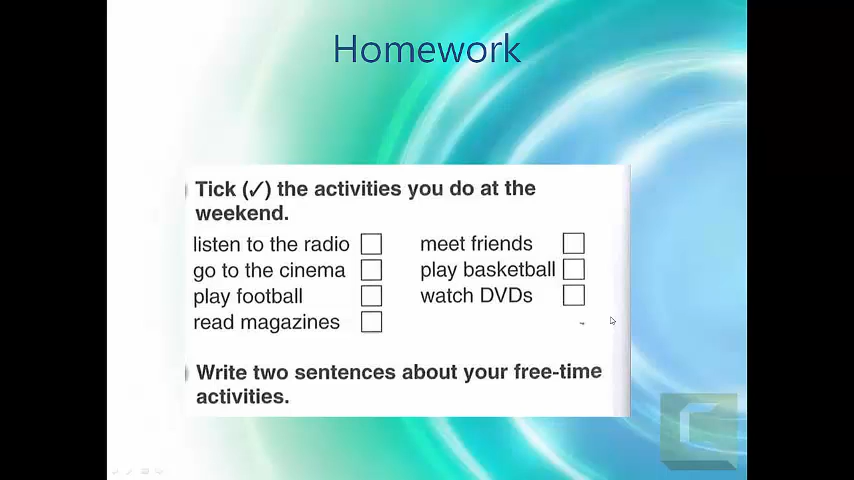 Homework
Tick (✓) the activities you do at the
weekend.
listen to the radio
go to the cinema
play football
read magazines
meet friends
play basketball
watch DVDs
Write two sentences about your free-time
activities.